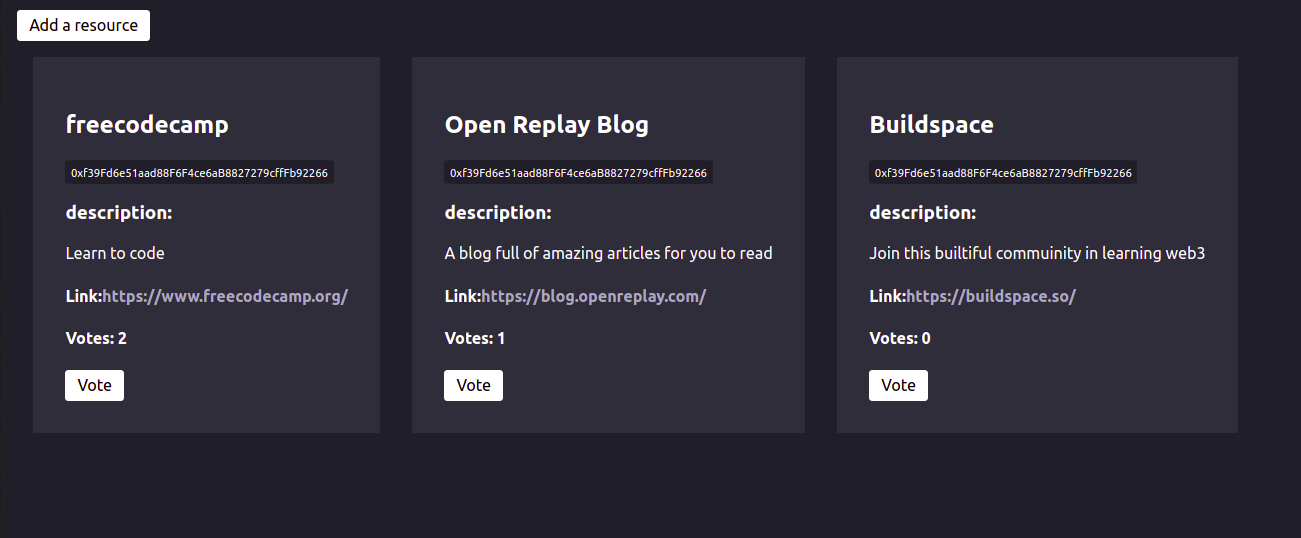 Add a resource
freecodecamp
0xf39Fd6e51aad88F6F4ce6aB8827279cffFb92266
description:
Learn to code
Link:https://www.freecodecamp.org/
Votes: 2
Vote
Open Replay Blog
0xf39Fd6e51aad88F6F4ce6aB8827279cffFb92266
description:
A blog full of amazing articles for you to read
Link:https://blog.openreplay.com/
Votes: 1
Vote
Buildspace
0xf39Fd6e51aad88F6F4ce6aB8827279cffFb92266
description:
Join this builtiful commuinity in learning web3
Link:https://buildspace.so/
Votes: 0
Vote